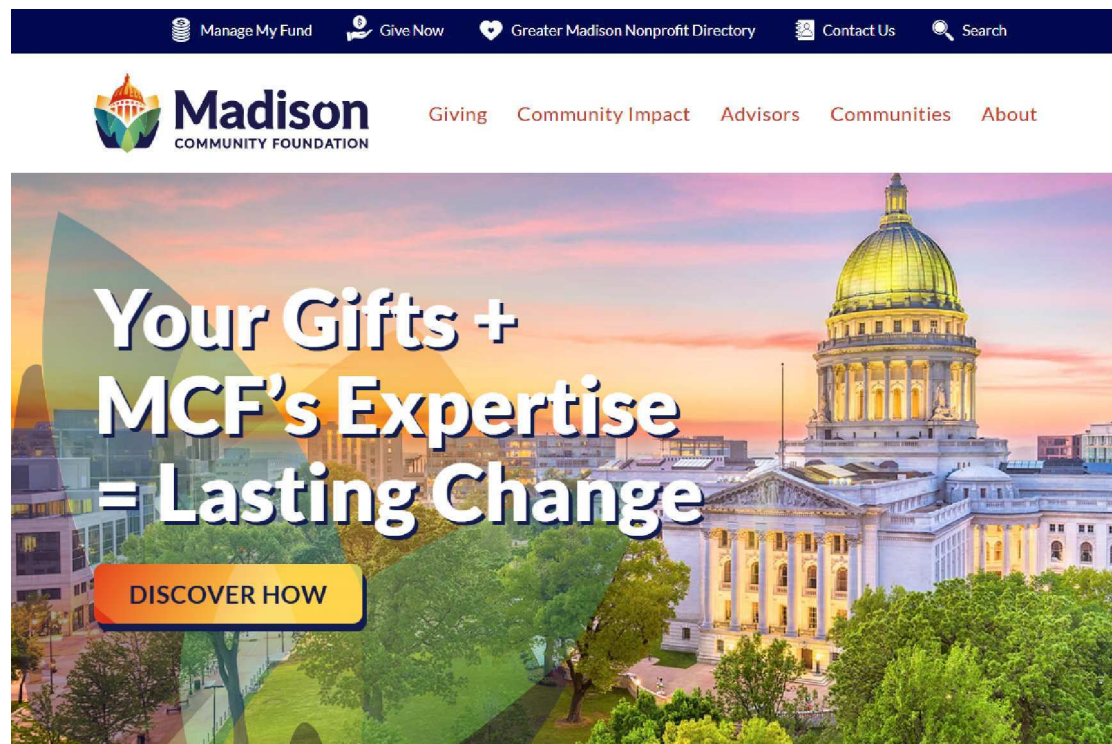 Manage My Fund
Give Now
Greater Madison Nonprofit Directory
Contact Us
Search
Madison
COMMUNITY FOUNDATION
Giving
Community Impact
Advisors
Communities
About
Your Gifts +
MCF's Expertise
= Lasting Change
DISCOVER HOW